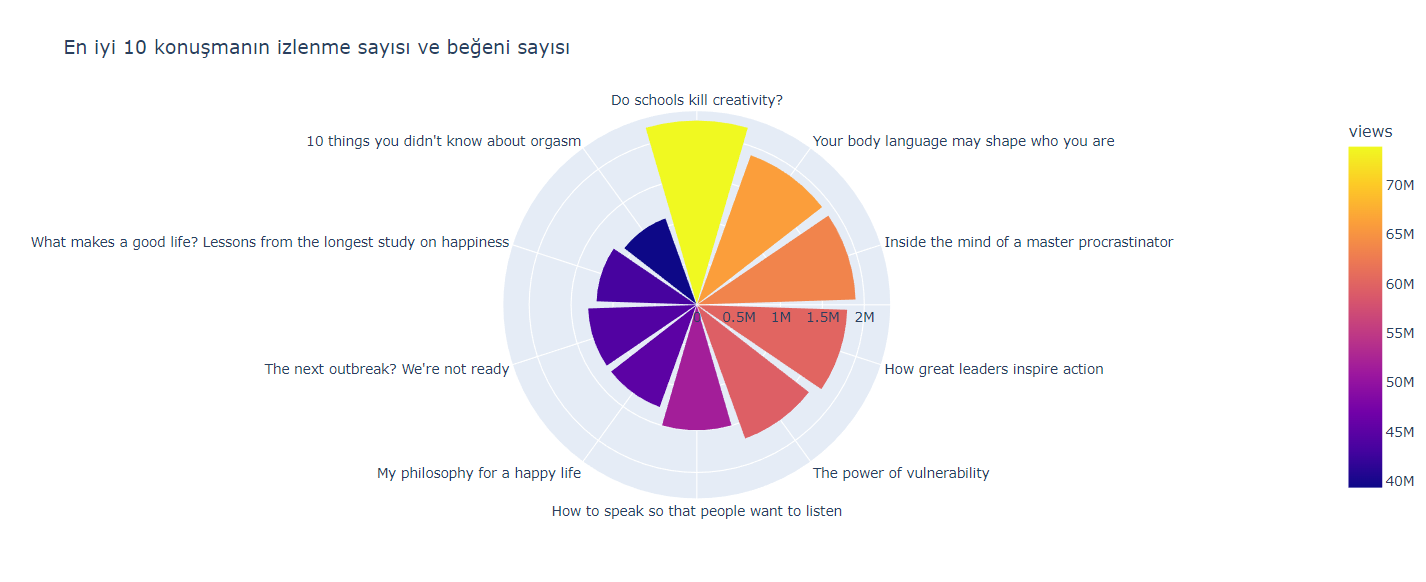 En iyi 10 konuşmanın izlenme sayısı ve beğeni sayısı
Do schools kill creativity?
10 things you didn't know about orgasm
Your body language may shape who you are
What makes a good life? Lessons from the longest study on happiness
Inside the mind of a master procrastinator
0 0.5M 1M 1.5M 2M
The next outbreak? We're not ready
How great leaders inspire action
My philosophy for a happy life
The power of vulnerability
How to speak so that people want to listen
views
70M
65M
60M
55M
50M
45M
40M